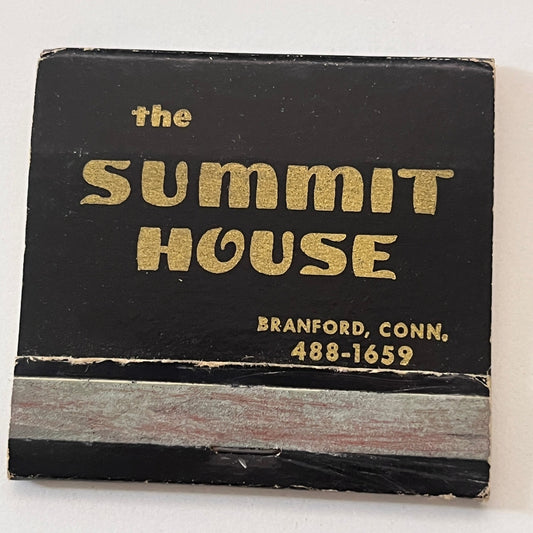 the
SUMMIT
HOUSE
BRANFORD, CONN.
488-1659